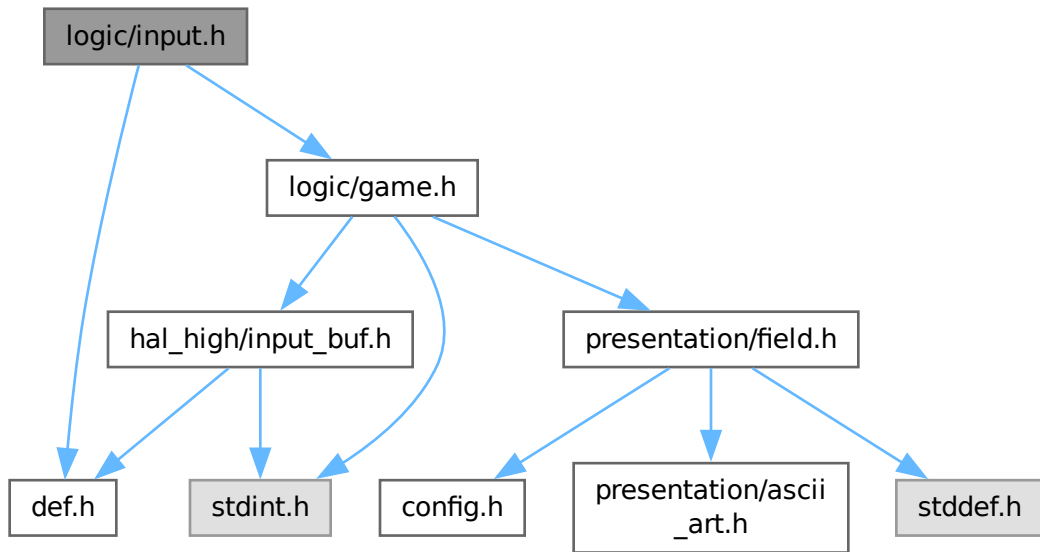 logic/input.h
logic/game.h
hal_high/input_buf.h
presentation/field.h
def.h
stdint.h
config.h
presentation/ascii
_art.h
stddef.h